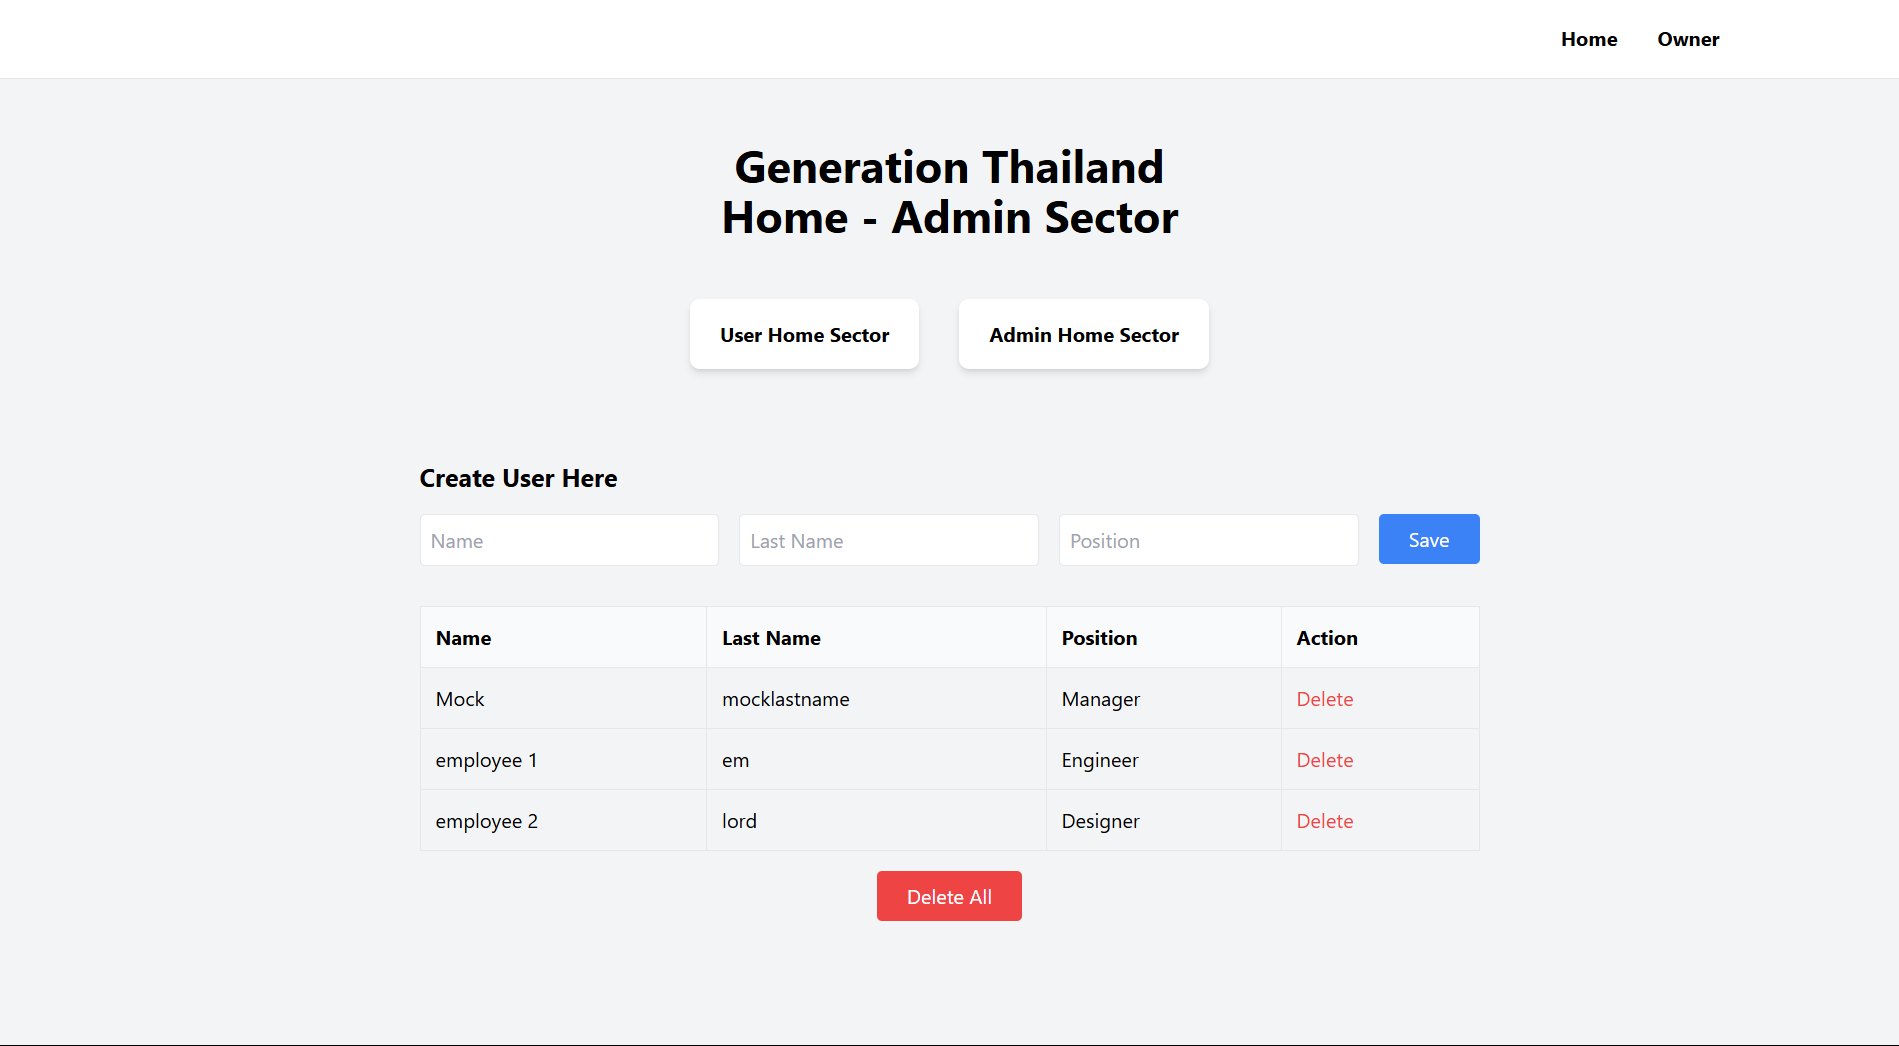 Home Owner
Generation Thailand
Home - Admin Sector
User Home Sector Admin Home Sector
Create User Here
Name Last Name Position Save
Name Last Name Position Action
Mock mocklastname Manager Delete
employee 1 em Engineer Delete
employee 2 lord Designer Delete
Delete All